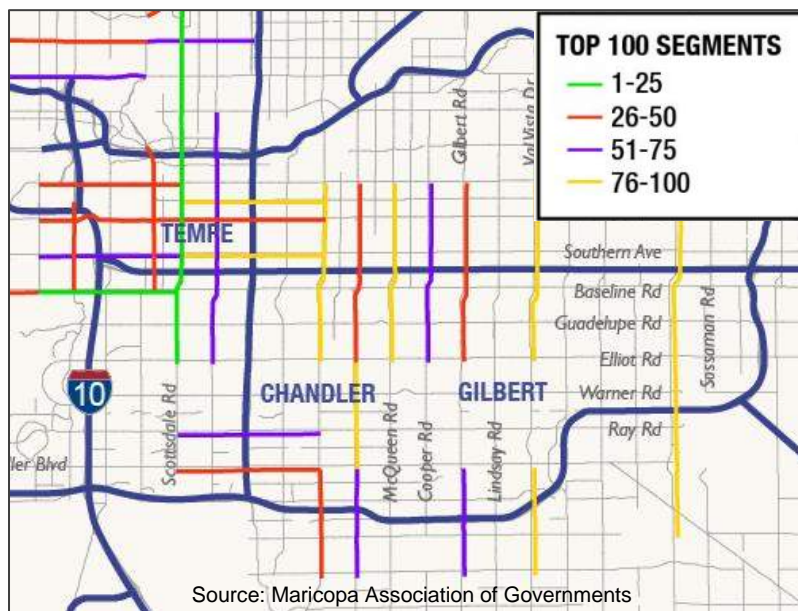 TOP 100 SEGMENTS
1-25
26-50
51-75
76-100
Gilbert Rd
Val Vista Dr
TEMPE
Southern Ave
Baseline Rd
Guadelupe Rd
Elliot Rd
Warner Rd
Ray Rd
Sossaman Rd
10
CHANDLER
GILBERT
Scottsdale Rd
McQueen Rd
Cooper Rd
Lindsay Rd
ller Blvd
Source: Maricopa Association of Governments